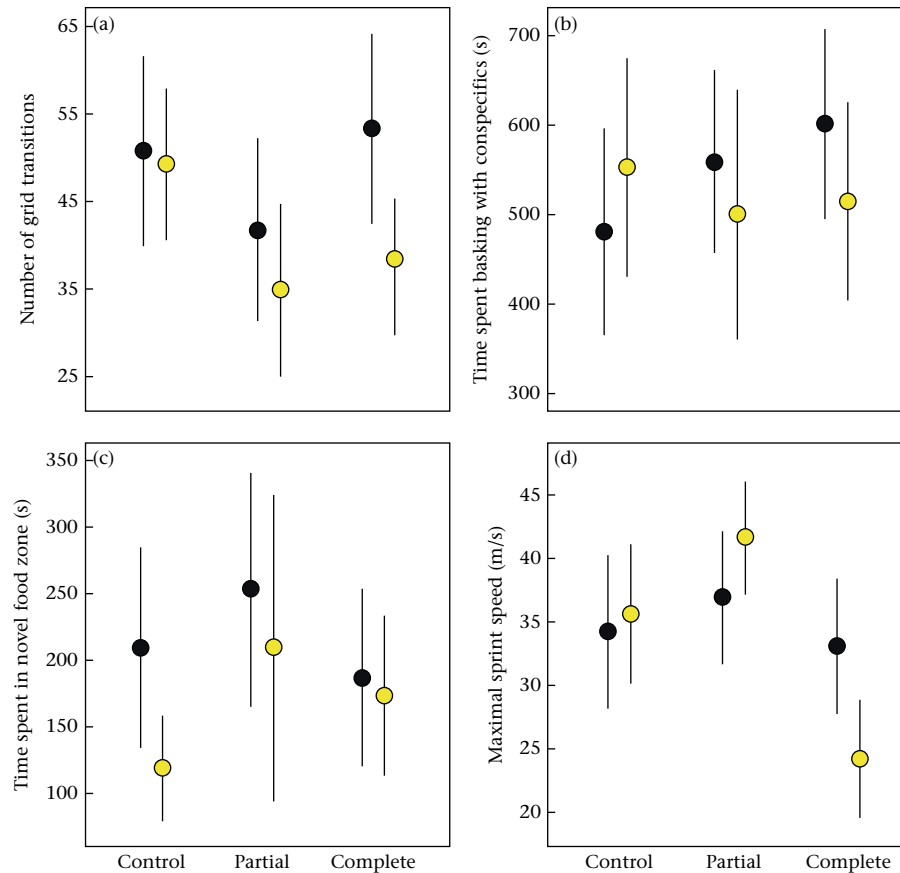 (a)
Number of grid transitions
65
55
45
35
25
(b)
Time spent basking with conspecifics (s)
700
600
500
400
300
(c)
Time spent in novel food zone (s)
350
300
250
200
150
100
Control
Partial
Complete
(d)
Maximal sprint speed (m/s)
45
40
35
30
25
20
Control
Partial
Complete